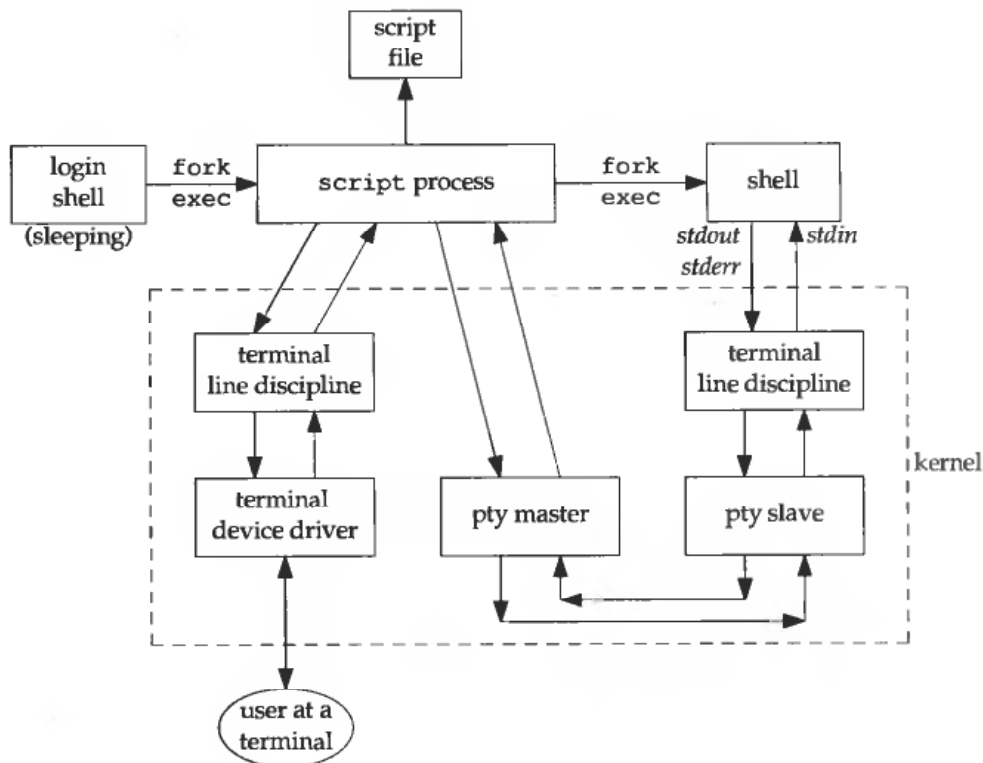 script
file
login
shell
(sleeping)
fork
exec
script process
fork
exec
shell
stdout
stderr
stdin
terminal
line discipline
terminal
line discipline
kernel
terminal
device driver
pty master
pty slave
user at a
terminal